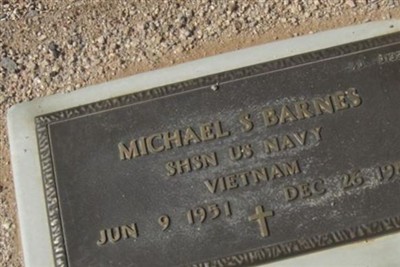 MICHAEL S BARNES
SHSN US NAVY
VIETNAM
JUN 9 1951 DEC 26